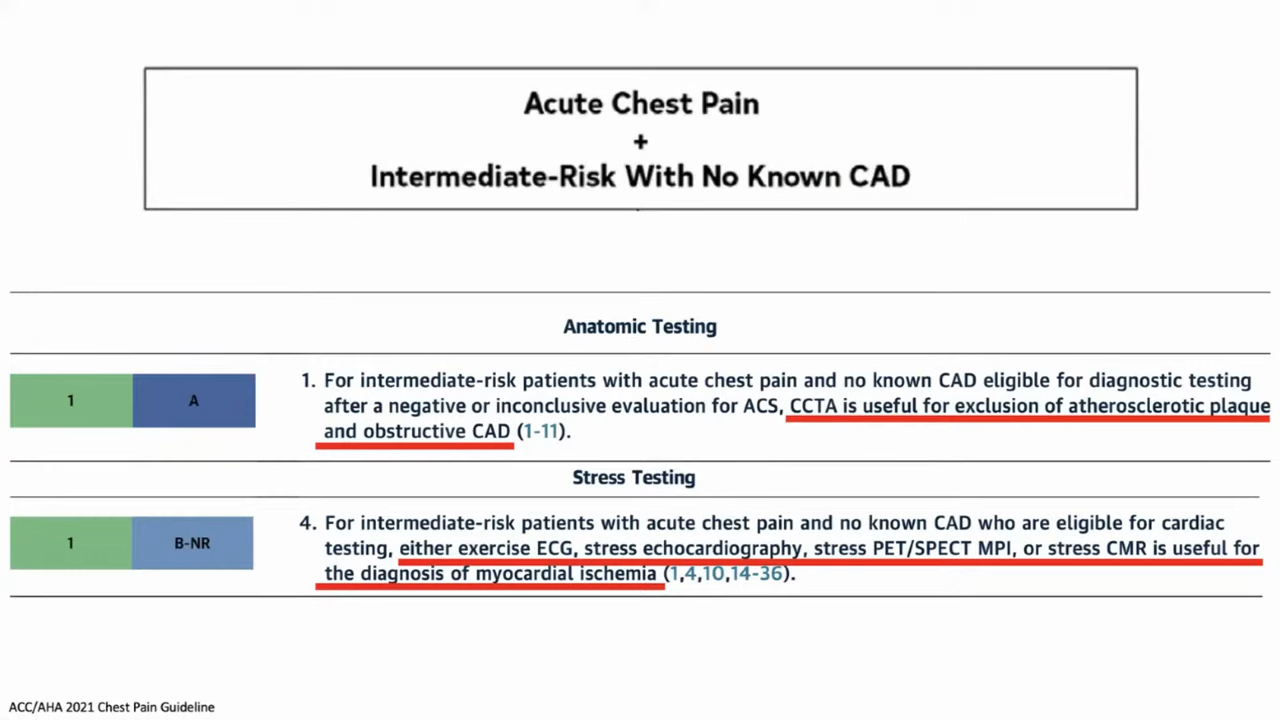 Acute Chest Pain
+
Intermediate-Risk With No Known CAD
Anatomic Testing
1 A 1. For intermediate-risk patients with acute chest pain and no known CAD eligible for diagnostic testing
after a negative or inconclusive evaluation for ACS, CCTA is useful for exclusion of atherosclerotic plaque
and obstructive CAD (1-11).
Stress Testing
1 B-NR 4. For intermediate-risk patients with acute chest pain and no known CAD who are eligible for cardiac
testing, either exercise ECG, stress echocardiography, stress PET/SPECT MPI, or stress CMR is useful for
the diagnosis of myocardial ischemia (1,4,10,14-36).
ACC/AHA 2021 Chest Pain Guideline